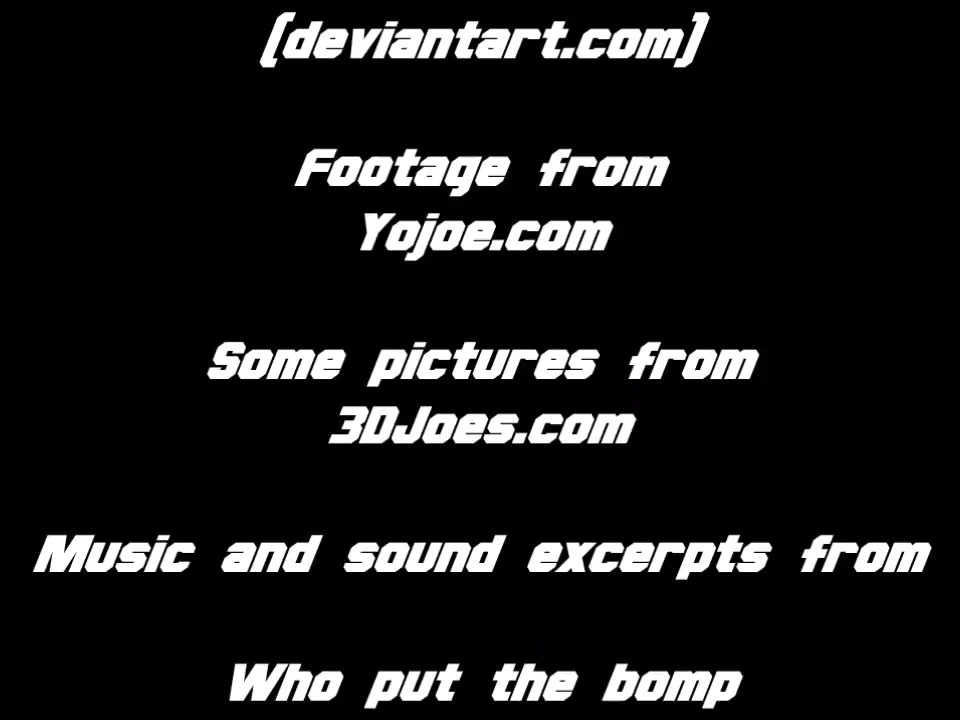 (deviantart.com)
Footage from
Yojoe.com
Some pictures from
3DJoes.com
Music and sound excerpts from
Who put the bomp